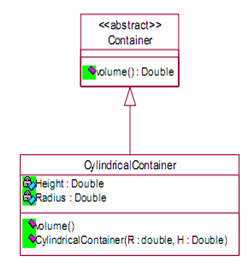 <<abstract>>
Container
volume() : Double
CylindricalContainer
Height : Double
Radius : Double
volume()
CylindricalContainer(R : double, H : Double)